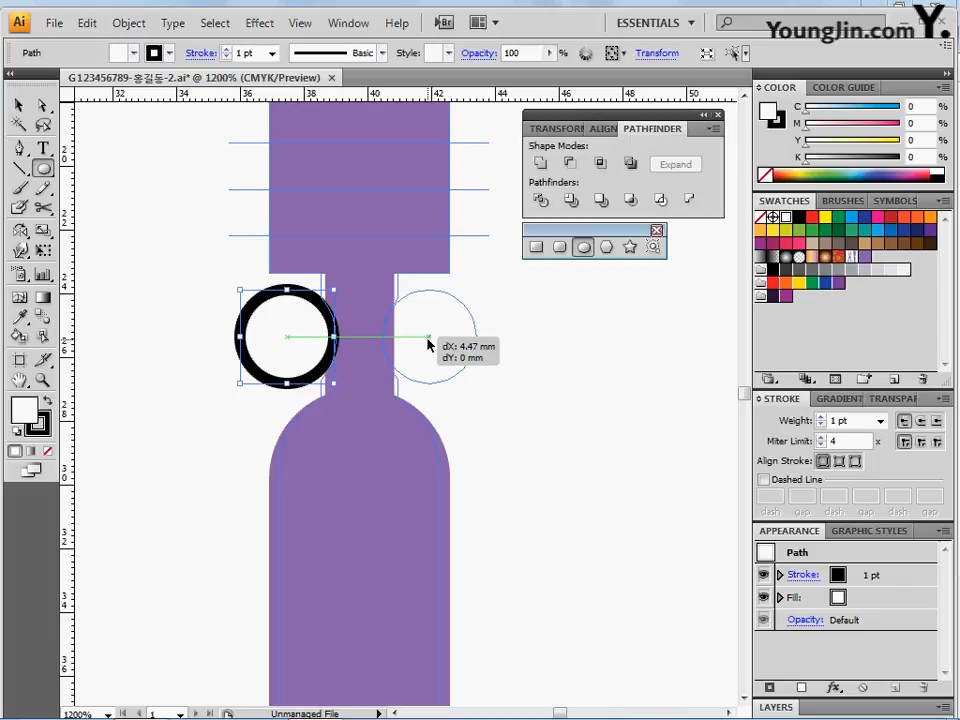 Ai File Edit Object Type Select Effect View Window Help Br ESSENTIALS
Younglin.com Y.
Path Stroke: 1 pt Basic Style: Opacity: 100 % Transform
G123456789-홍길동-2.ai* @ 1200% (CMYK/Preview)
32 34 36 38 40 42 44 46 48 50
TRANSFORM ALIGN PATHFINDER
Shape Modes:
Expand
Pathfinders:
dX: 4.47 mm
dY: 0 mm
COLOR COLOR GUIDE
C 0 %
M 0 %
Y 0 %
K 0 %
SWATCHES BRUSHES SYMBOLS
STROKE GRADIENT TRANSPAR
Weight: 1 pt
Miter Limit: 4 x
Align Stroke:
Dashed Line
dash gap dash gap dash gap
APPEARANCE GRAPHIC STYLES
Path
Stroke: 1 pt
Fill:
Opacity: Default
LAYERS
1200% 1 Unmanaged File